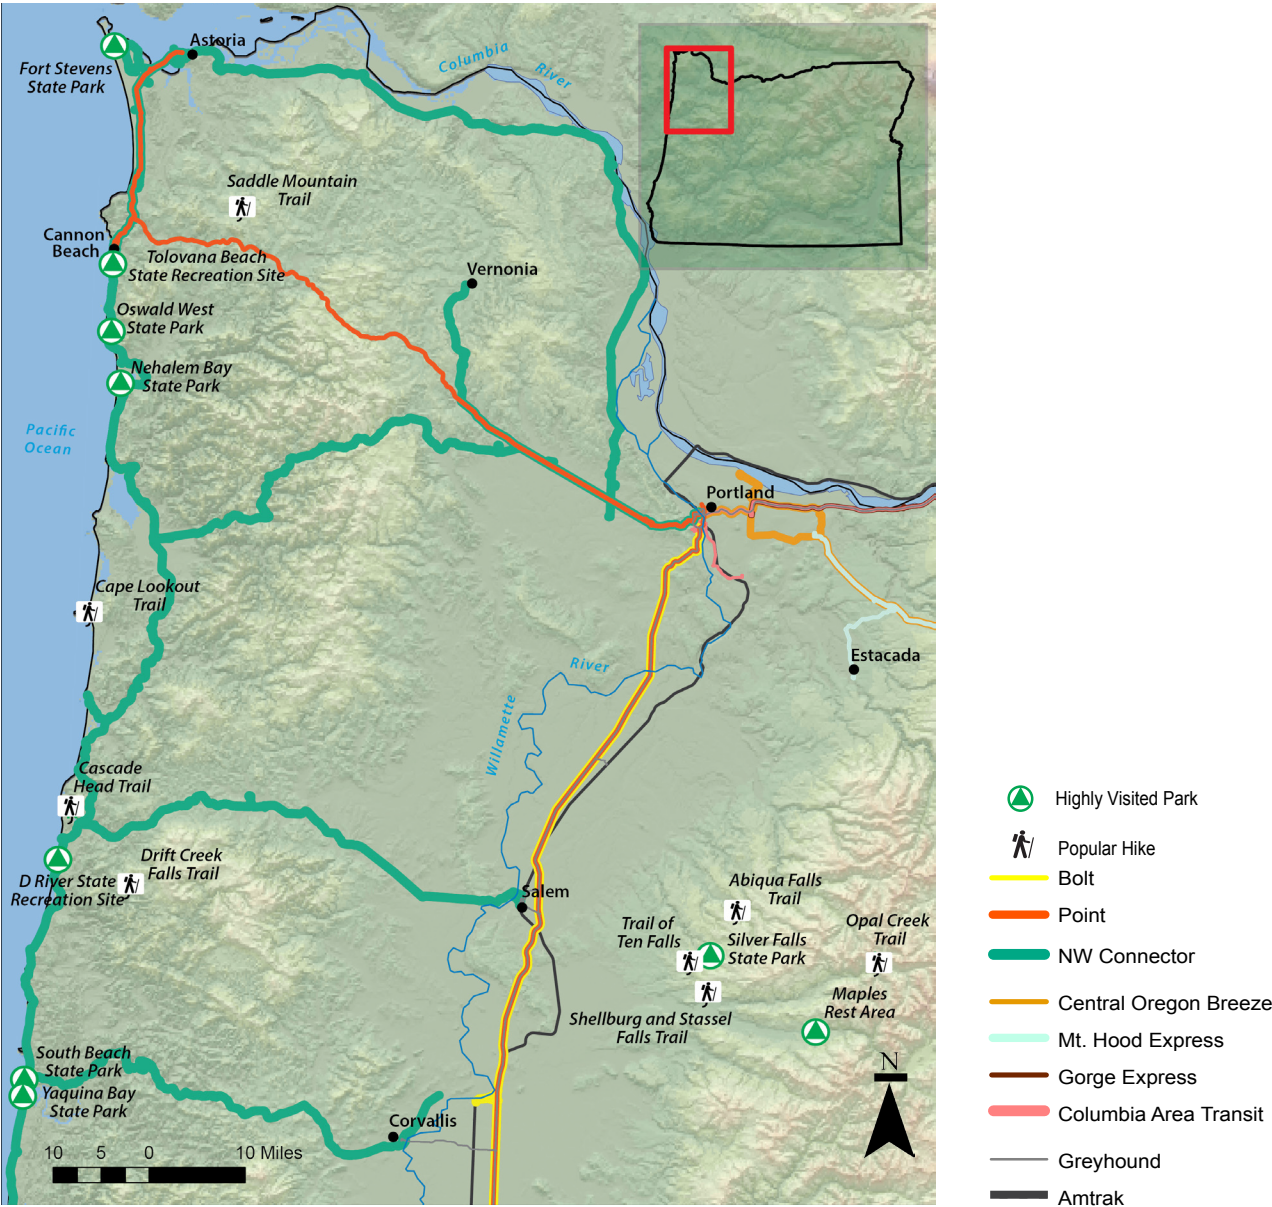 Astoria
Columbia
River
Fort Stevens
State Park
Saddle Mountain
Trail
Cannon
Beach
Tolovana Beach
State Recreation Site
Vernonia
Oswald West
State Park
Nehalem Bay
State Park
Pacific
Ocean
Portland
Cape Lookout
Trail
Estacada
River
Willamette
Cascade
Head Trail
Drift Creek
Falls Trail
D River State
Recreation Site
Salem
Abiqua Falls
Trail
Trail of
Ten Falls
Silver Falls
State Park
Opal Creek
Trail
Maples
Rest Area
Shellburg and Stassel
Falls Trail
South Beach
State Park
Yaquina Bay
State Park
Corvallis
N
10 5 0 10 Miles
Highly Visited Park
Popular Hike
Bolt
Point
NW Connector
Central Oregon Breeze
Mt. Hood Express
Gorge Express
Columbia Area Transit
Greyhound
Amtrak